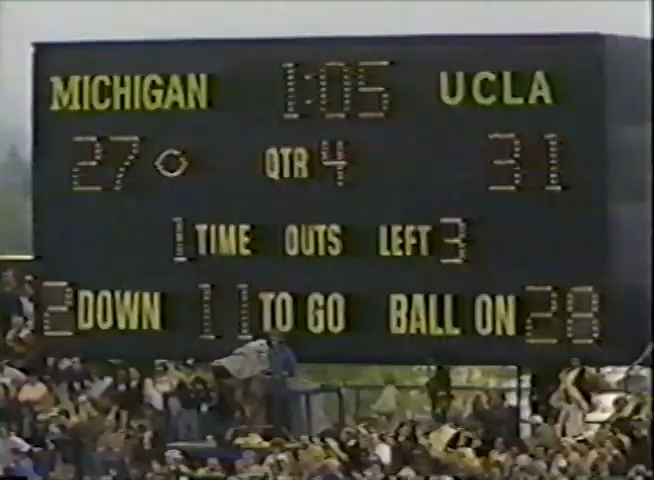 MICHIGAN 1:05 UCLA
27 QTR 4 31
1 TIME OUTS LEFT 3
2 DOWN 11 TO GO BALL ON 28